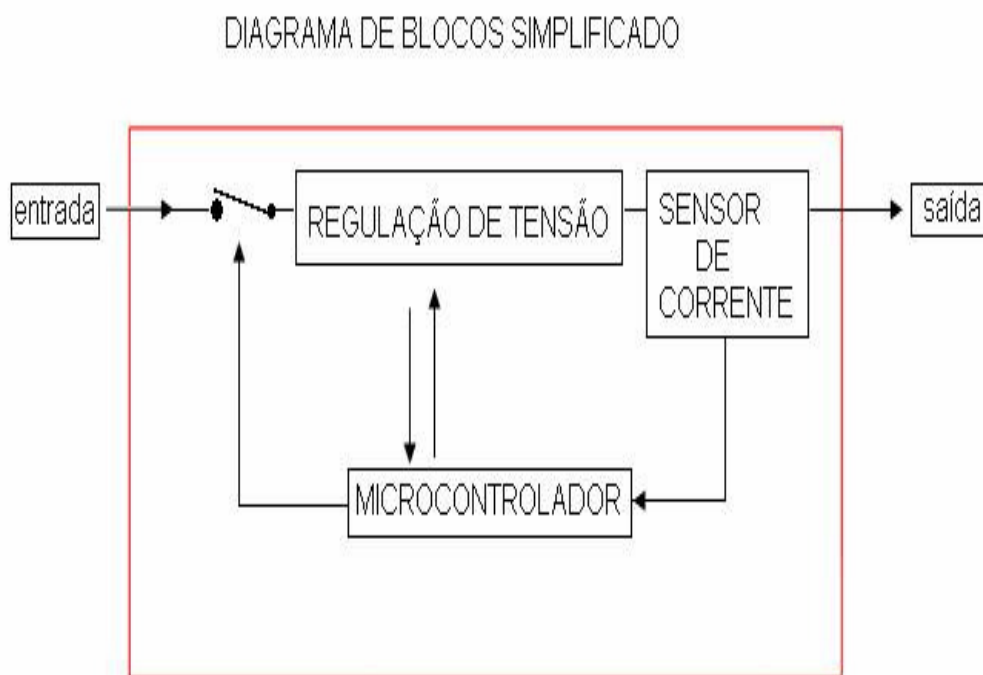 DIAGRAMA DE BLOCOS SIMPLIFICADO
entrada
REGULAÇÃO DE TENSÃO
SENSOR
DE
CORRENTE
saída
MICROCONTROLADOR